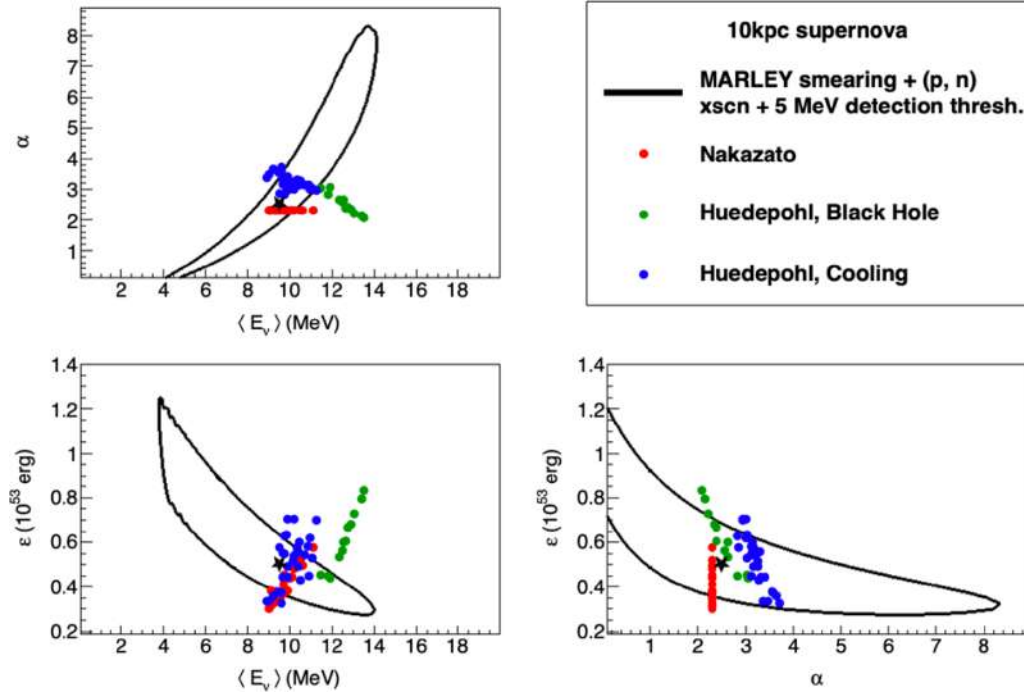 8
7
6
5
4
3
2
1
α
2 4 6 8 10 12 14 16 18
⟨ E_ν ⟩ (MeV)
10kpc supernova
MARLEY smearing + (p, n)
xscn + 5 MeV detection thresh.
Nakazato
Huedepohl, Black Hole
Huedepohl, Cooling
1.4
1.2
1
0.8
0.6
0.4
0.2
ε (10⁵³ erg)
2 4 6 8 10 12 14 16 18
⟨ E_ν ⟩ (MeV)
1.4
1.2
1
0.8
0.6
0.4
0.2
ε (10⁵³ erg)
1 2 3 4 5 6 7 8
α